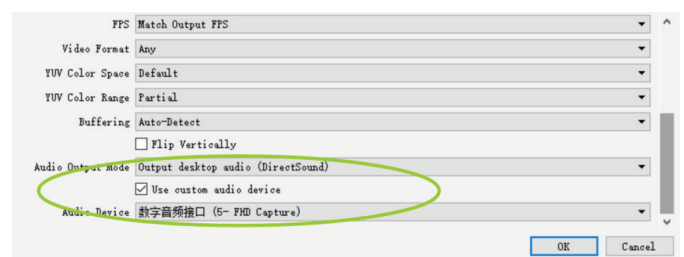 FPS Match Output FPS
Video Format Any
YUV Color Space Default
YUV Color Range Partial
Buffering Auto-Detect
Flip Vertically
Audio Output Mode Output desktop audio (DirectSound)
Use custom audio device
Audio Device 数字音频接口 (5- FHD Capture)
OK Cancel